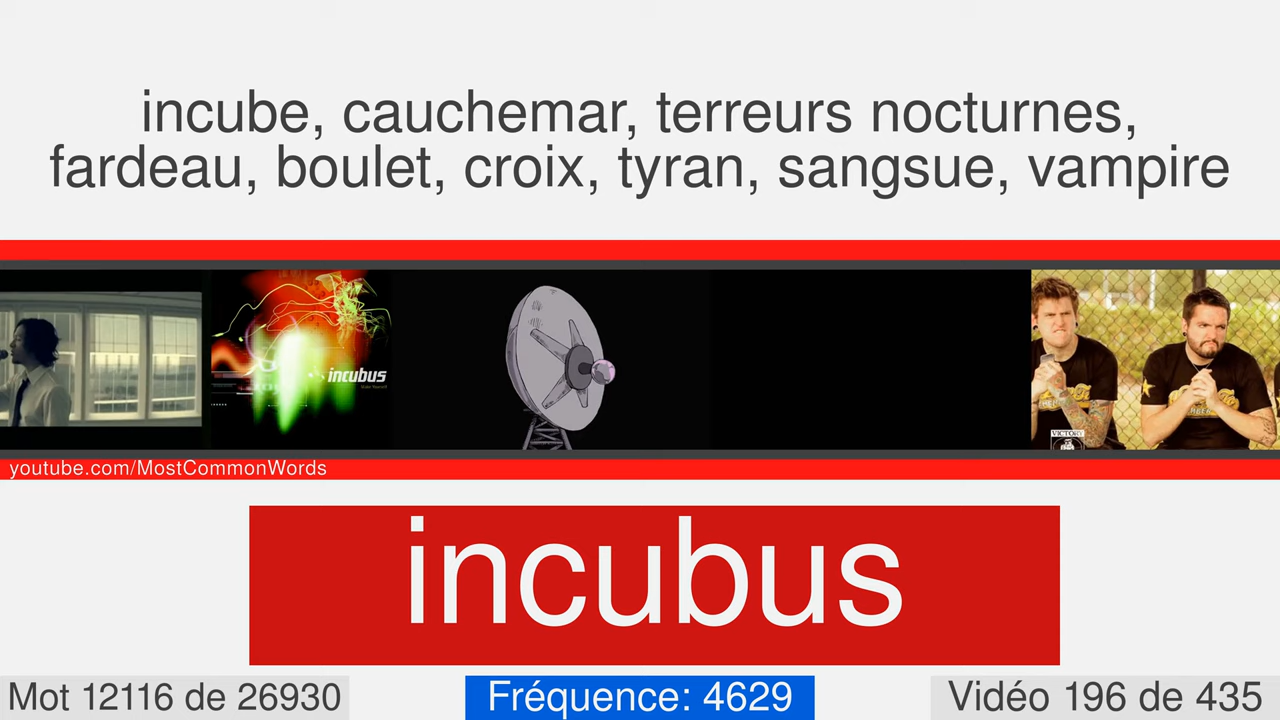 incube, cauchemar, terreurs nocturnes,
fardeau, boulet, croix, tyran, sangsue, vampire
incubus
VICTORY
youtube.com/MostCommonWords
incubus
Mot 12116 de 26930
Fréquence: 4629
Vidéo 196 de 435